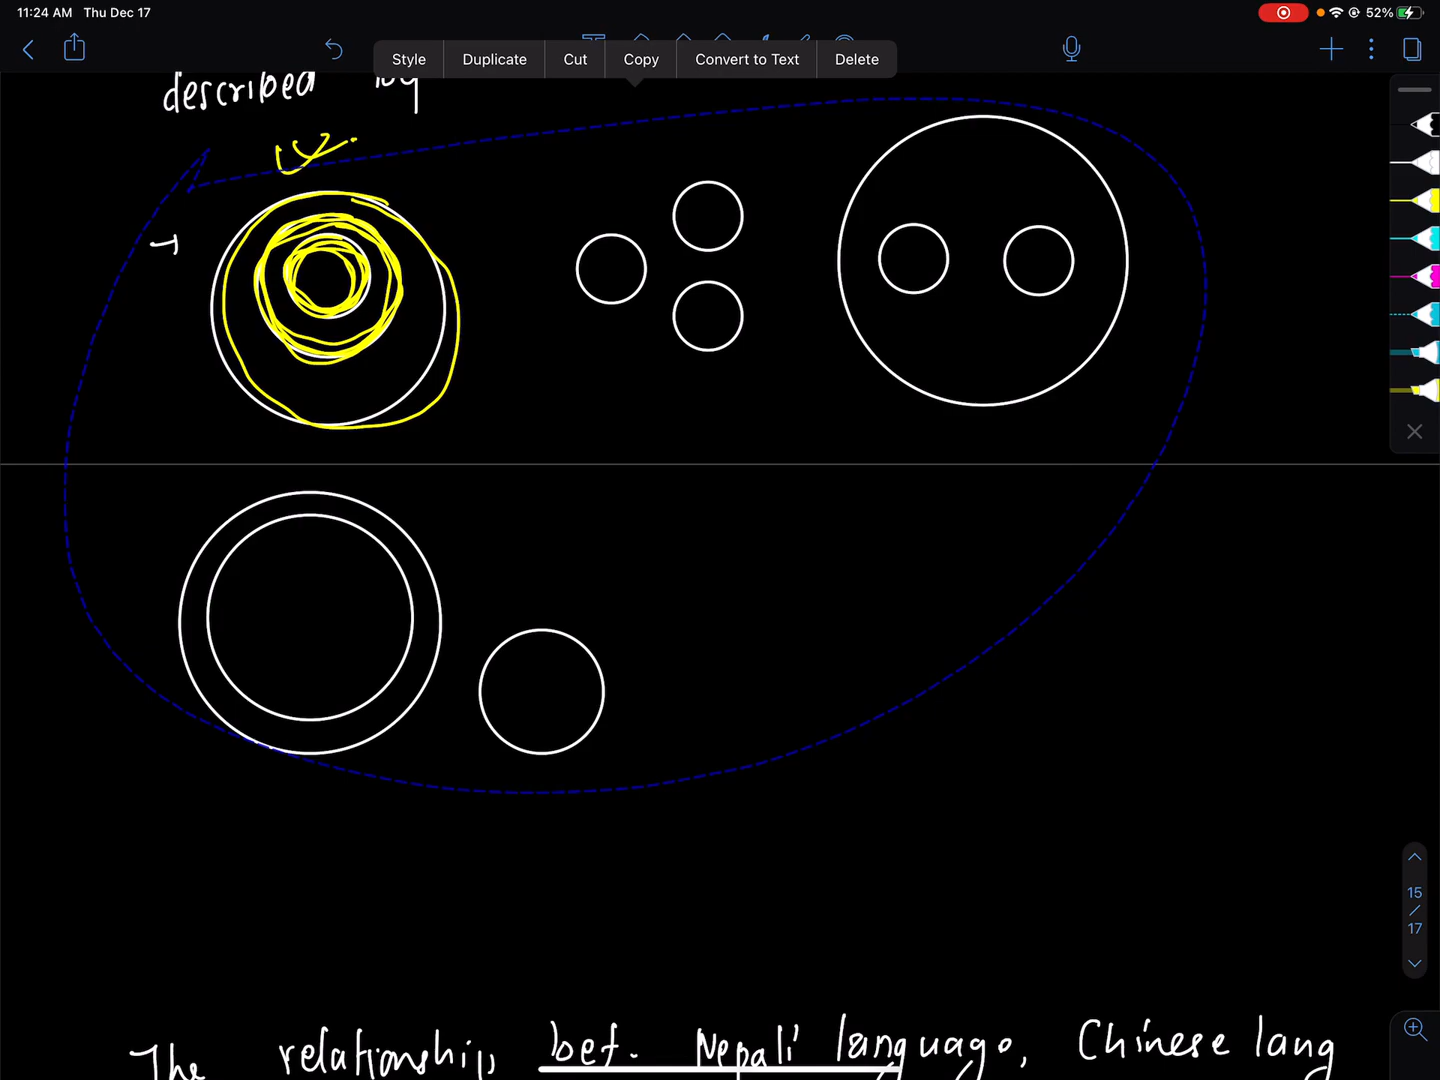 11:24 AM Thu Dec 17
52%
Style Duplicate Cut Copy Convert to Text Delete
described by
15
/
17
The relationship bet. Nepali language, Chinese lang